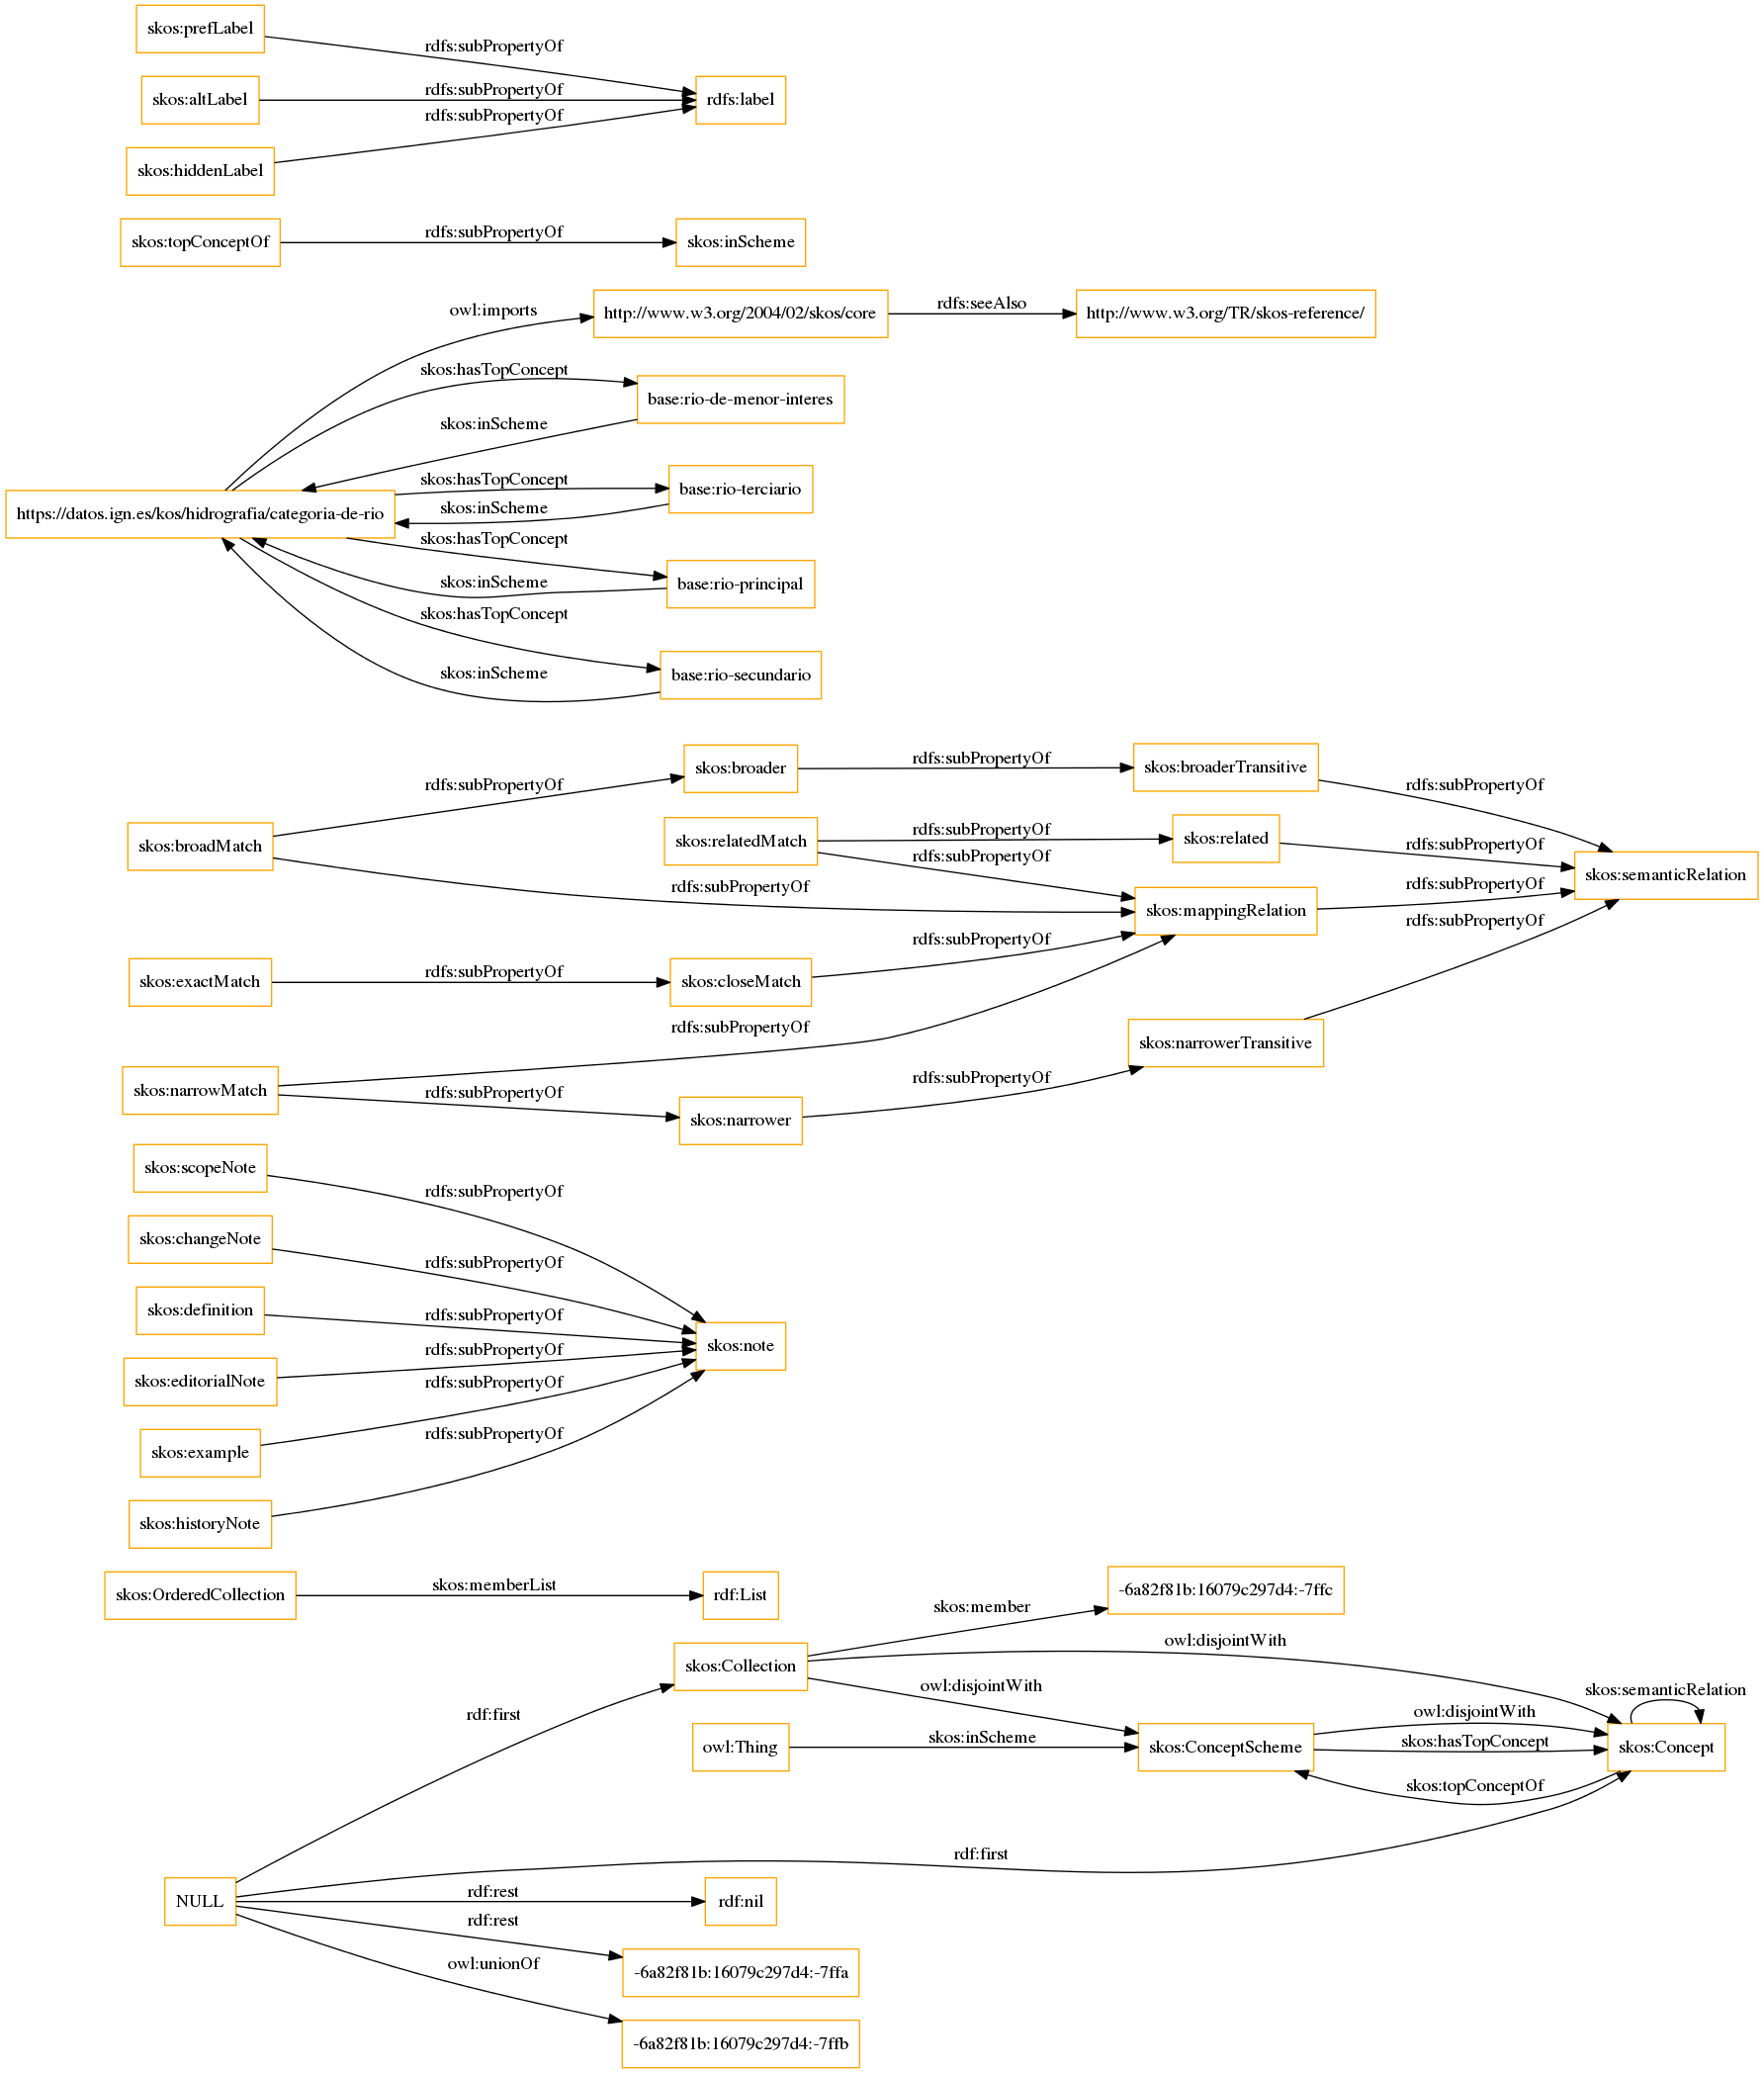 skos:prefLabel
rdfs:subPropertyOf
skos:altLabel
rdfs:subPropertyOf
rdfs:label
rdfs:subPropertyOf
skos:hiddenLabel
skos:topConceptOf
rdfs:subPropertyOf
skos:inScheme
owl:imports
http://www.w3.org/2004/02/skos/core
rdfs:seeAlso
http://www.w3.org/TR/skos-reference/
skos:hasTopConcept
base:rio-de-menor-interes
skos:inScheme
skos:hasTopConcept
base:rio-terciario
skos:inScheme
https://datos.ign.es/kos/hidrografia/categoria-de-rio
skos:hasTopConcept
skos:inScheme
base:rio-principal
skos:hasTopConcept
skos:inScheme
base:rio-secundario
skos:broader
rdfs:subPropertyOf
skos:broaderTransitive
rdfs:subPropertyOf
rdfs:subPropertyOf
skos:broadMatch
skos:relatedMatch
rdfs:subPropertyOf
skos:related
rdfs:subPropertyOf
rdfs:subPropertyOf
skos:semanticRelation
rdfs:subPropertyOf
rdfs:subPropertyOf
skos:mappingRelation
rdfs:subPropertyOf
rdfs:subPropertyOf
skos:exactMatch
rdfs:subPropertyOf
skos:closeMatch
rdfs:subPropertyOf
skos:narrowerTransitive
skos:narrowMatch
rdfs:subPropertyOf
rdfs:subPropertyOf
skos:narrower
skos:scopeNote
rdfs:subPropertyOf
skos:changeNote
rdfs:subPropertyOf
skos:definition
rdfs:subPropertyOf
skos:note
rdfs:subPropertyOf
skos:editorialNote
rdfs:subPropertyOf
skos:example
rdfs:subPropertyOf
skos:historyNote
skos:OrderedCollection
skos:memberList
rdf:List
-6a82f81b:16079c297d4:-7ffc
skos:member
skos:Collection
owl:disjointWith
owl:disjointWith
skos:semanticRelation
rdf:first
owl:Thing
skos:inScheme
skos:ConceptScheme
owl:disjointWith
skos:hasTopConcept
skos:Concept
skos:topConceptOf
rdf:first
NULL
rdf:rest
rdf:nil
rdf:rest
owl:unionOf
-6a82f81b:16079c297d4:-7ffa
-6a82f81b:16079c297d4:-7ffb